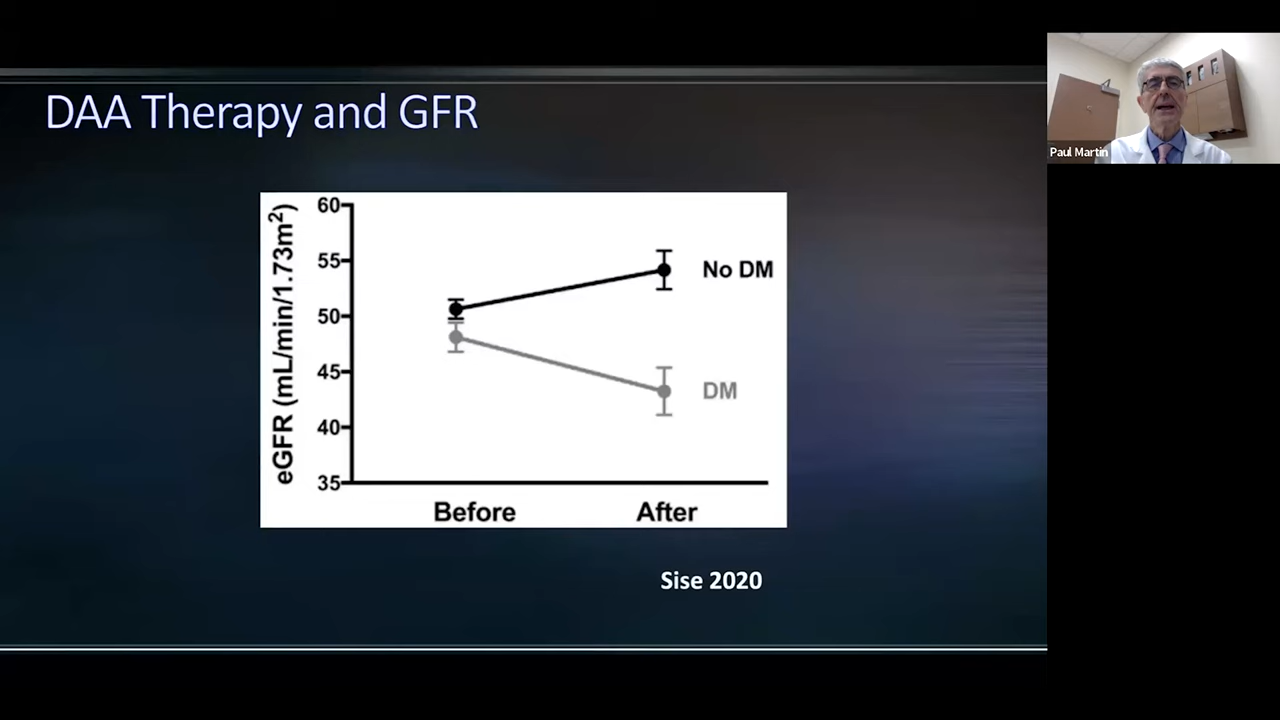 DAA Therapy and GFR
Paul Martin
eGFR (mL/min/1.73m²)
60
55
50
45
40
35
No DM
DM
Before
After
Sise 2020